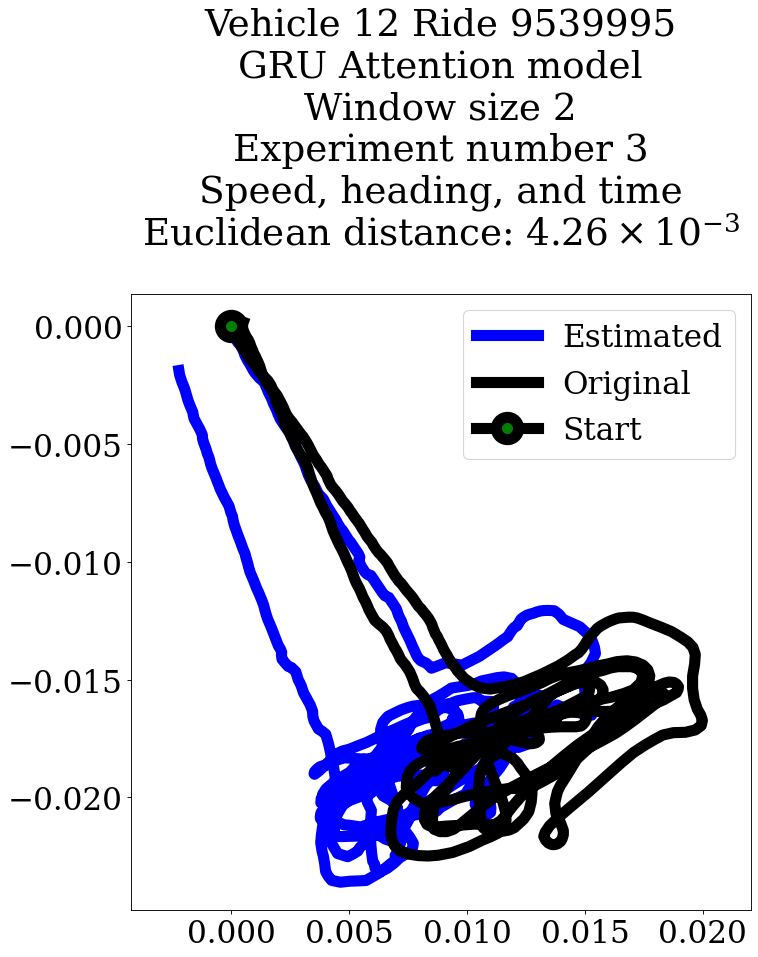 Vehicle 12 Ride 9539995
GRU Attention model
Window size 2
Experiment number 3
Speed, heading, and time
Euclidean distance: 4.26 × 10⁻³
Estimated
Original
Start
0.000
−0.005
−0.010
−0.015
−0.020
0.000 0.005 0.010 0.015 0.020